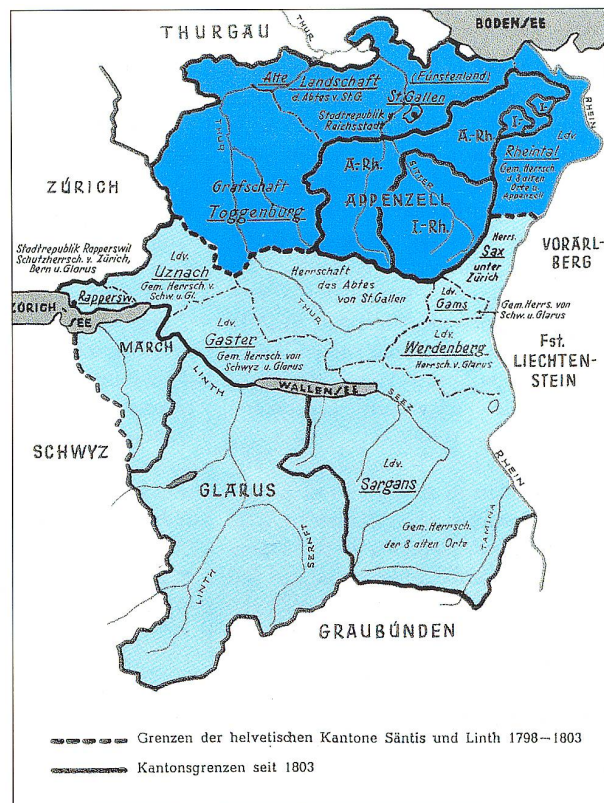 BODENSEE
THURGAU
THUR
RHEIN
Alte
Landschaft
d. Abtes v. St.G.
(Fürstenland)
St.Gallen
Stadtrepublik u.
Reichsstadt
THUR
A.-Rh.
I.-
I.-
A.-Rh.
Ldv.
Rheintal
Gem. Herrsch.
d. 8 alten
Orte u.
Appenzell
SITTER
APPENZELL
I.-Rh.
Grafschaft
Toggenburg
ZÜRICH
Stadtrepublik Rapperswil
Schutzherrsch. v. Zürich,
Bern u. Glarus
Ldv.
Uznach
Gem. Herrsch. v.
Schw. u. Gl.
Herrschaft
des Abtes
von St.Gallen
THUR
Herrs.
Sax
unter
Zürich
VORARL-
BERG
Ldv.
Gams
Gem. Herrs. von
Schw. u. Glarus
Rappersw.
ZÜRICH
SEE
MARCH
Ldv.
Gaster
Gem. Herrsch. von
Schwyz u. Glarus
Ldv.
Werdenberg
Herrsch. v. Glarus
Fst.
LIECHTEN-
STEIN
LINTH
WALLENSEE
SEEZ
SCHWYZ
GLARUS
Ldv.
Sargans
Gem. Herrsch.
der 8 alten Orte
RHEIN
TAMINA
SERNFT
LINTH
GRAUBÜNDEN
Grenzen der helvetischen Kantone Säntis und Linth 1798–1803
Kantonsgrenzen seit 1803